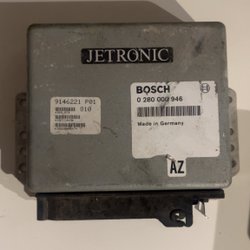 JETRONIC
9146221 P01
010
BOSCH
0 280 000 946
Made in Germany
AZ